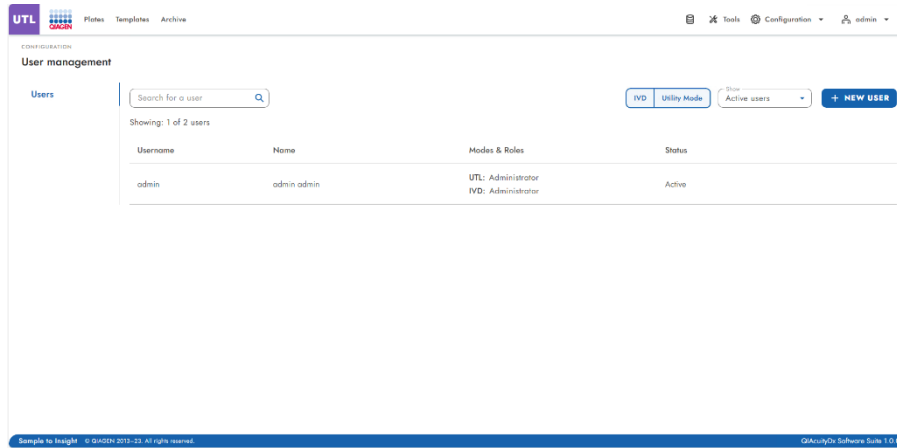 UTL QIAGEN Plates Templates Archive Tools Configuration admin
CONFIGURATION
User management
Users
Search for a user IVD Utility Mode Show Active users + NEW USER
Showing: 1 of 2 users
Username Name Modes & Roles Status
admin admin admin UTL: Administrator Active
IVD: Administrator
Sample to Insight © QIAGEN 2013–23. All rights reserved. QIAcuityDx Software Suite 1.0.